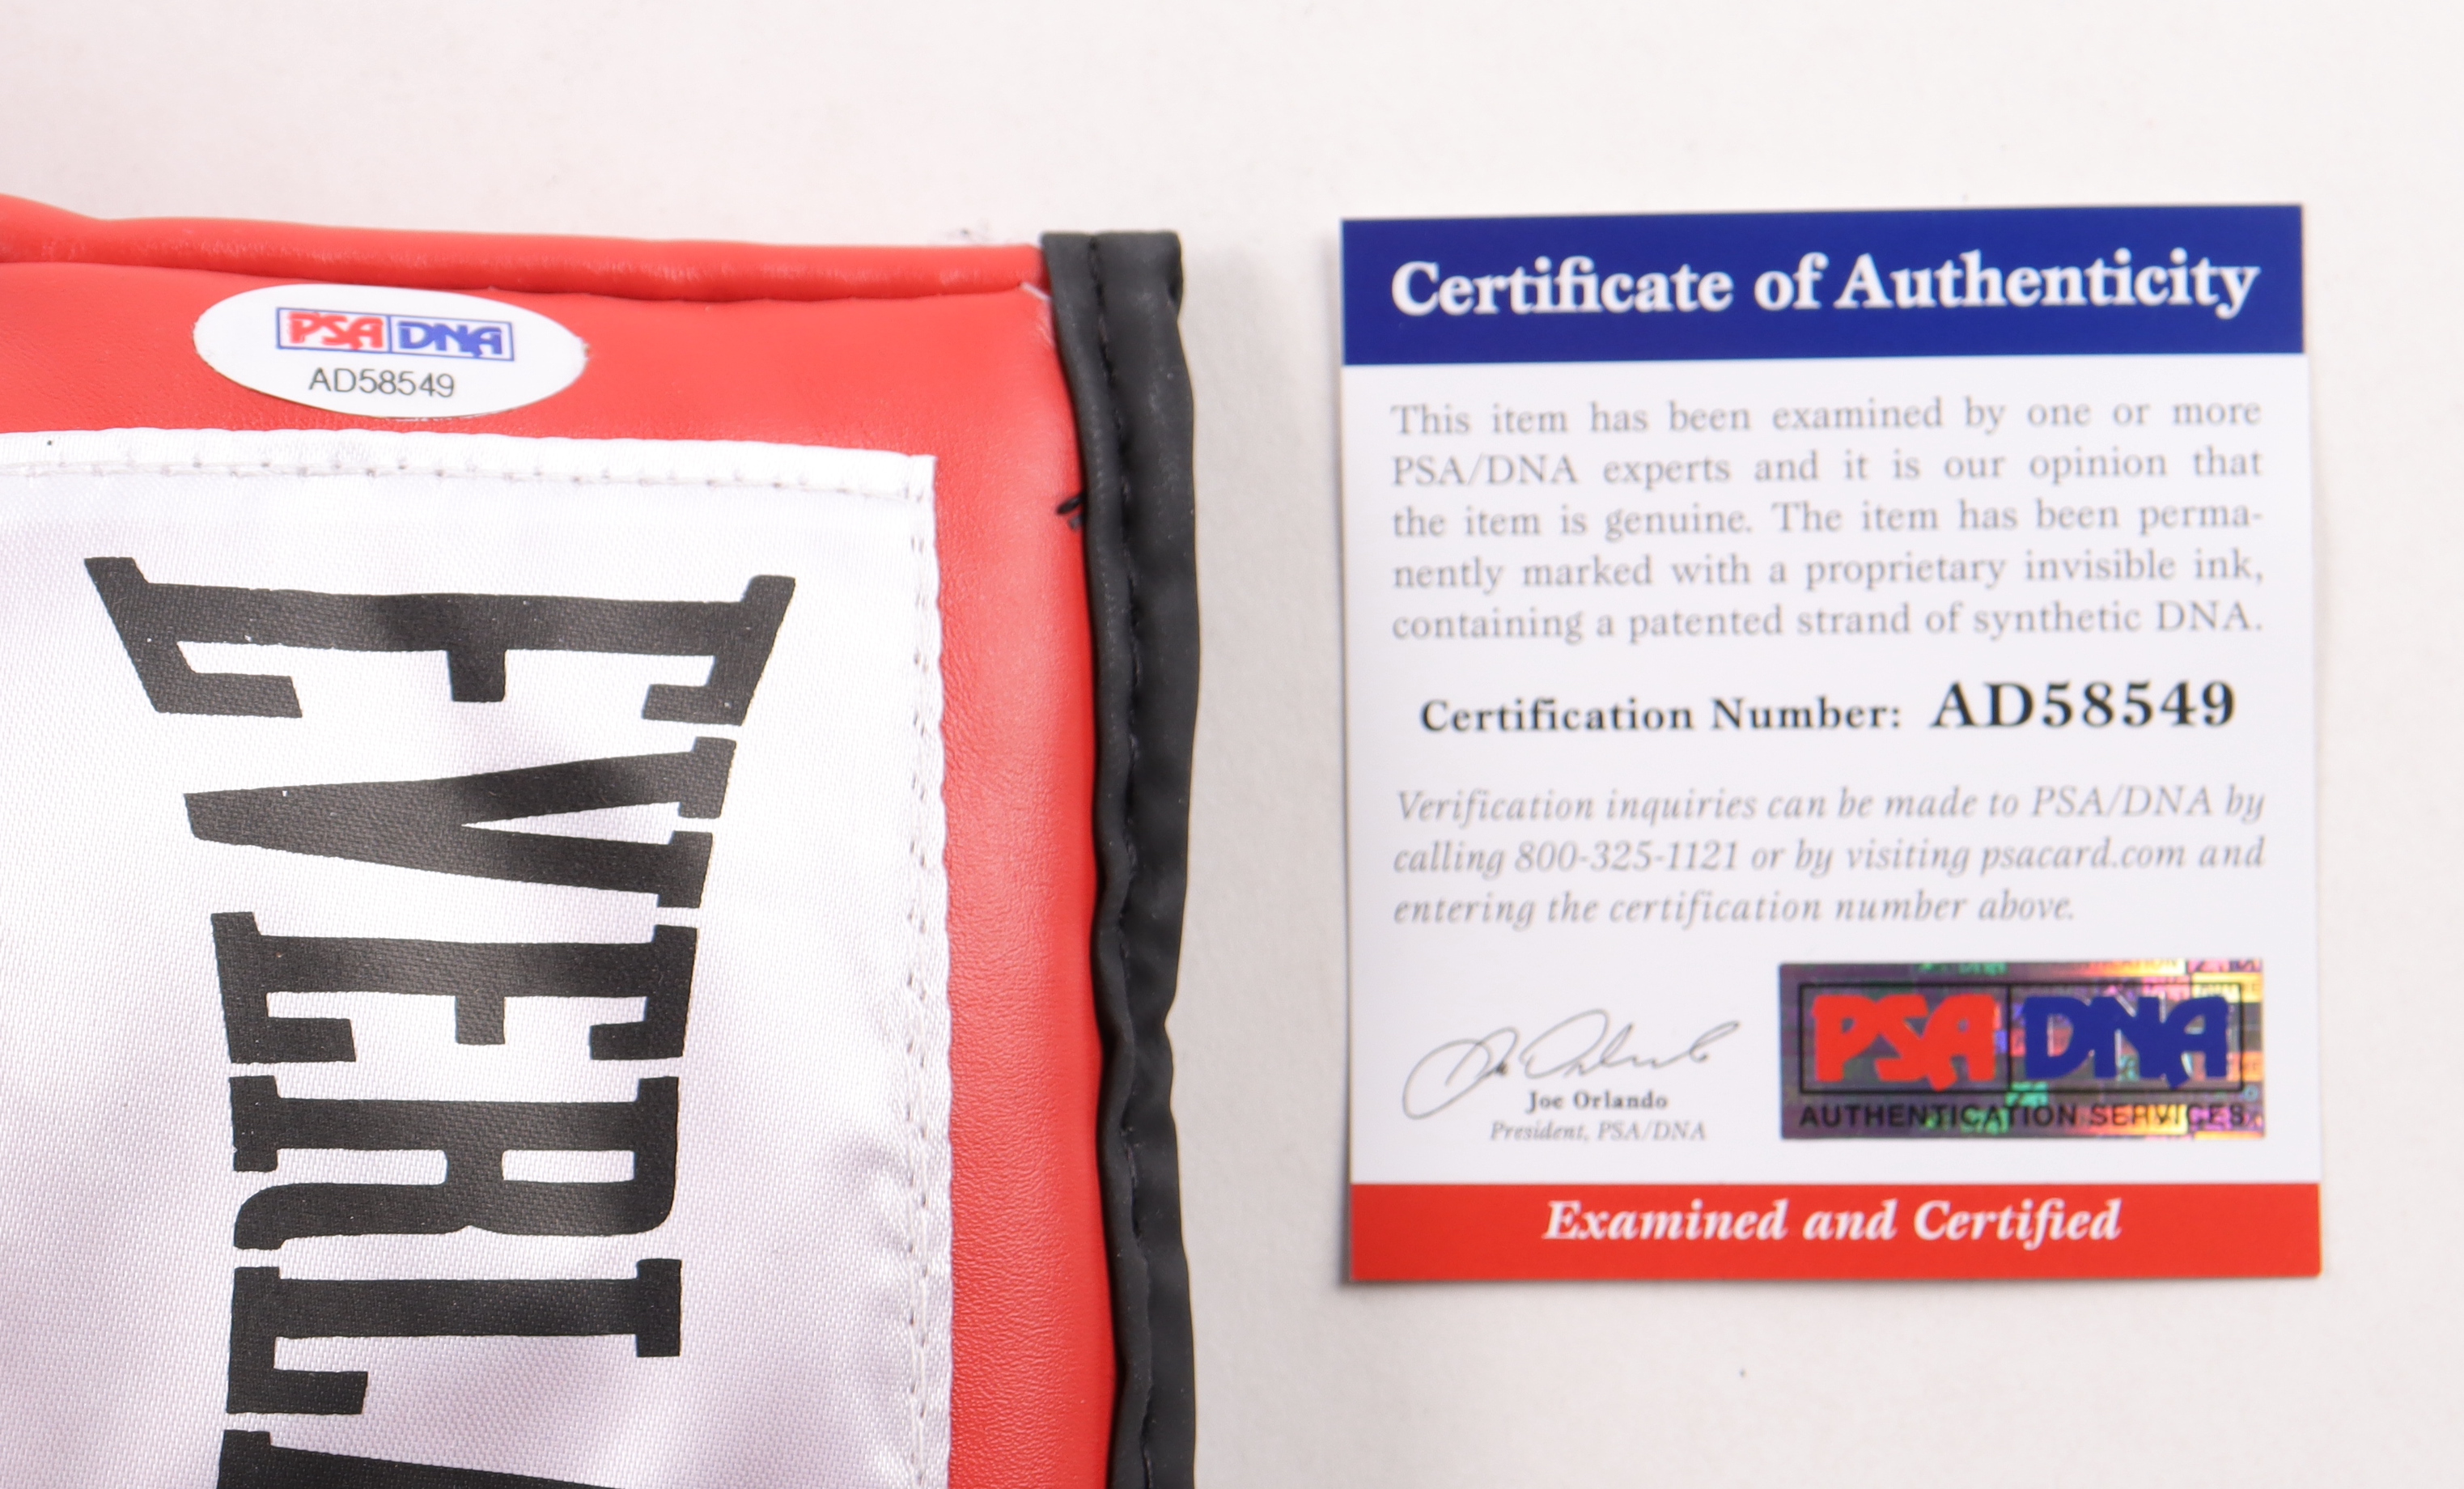 PSA DNA
AD58549
EVERLA
Certificate of Authenticity
This item has been examined by one or more
PSA/DNA experts and it is our opinion that
the item is genuine. The item has been perma-
nently marked with a proprietary invisible ink,
containing a patented strand of synthetic DNA.
Certification Number: AD58549
Verification inquiries can be made to PSA/DNA by
calling 800-325-1121 or by visiting psacard.com and
entering the certification number above.
Joe Orlando
President, PSA/DNA
PSA DNA
AUTHENTICATION SERVICES
Examined and Certified